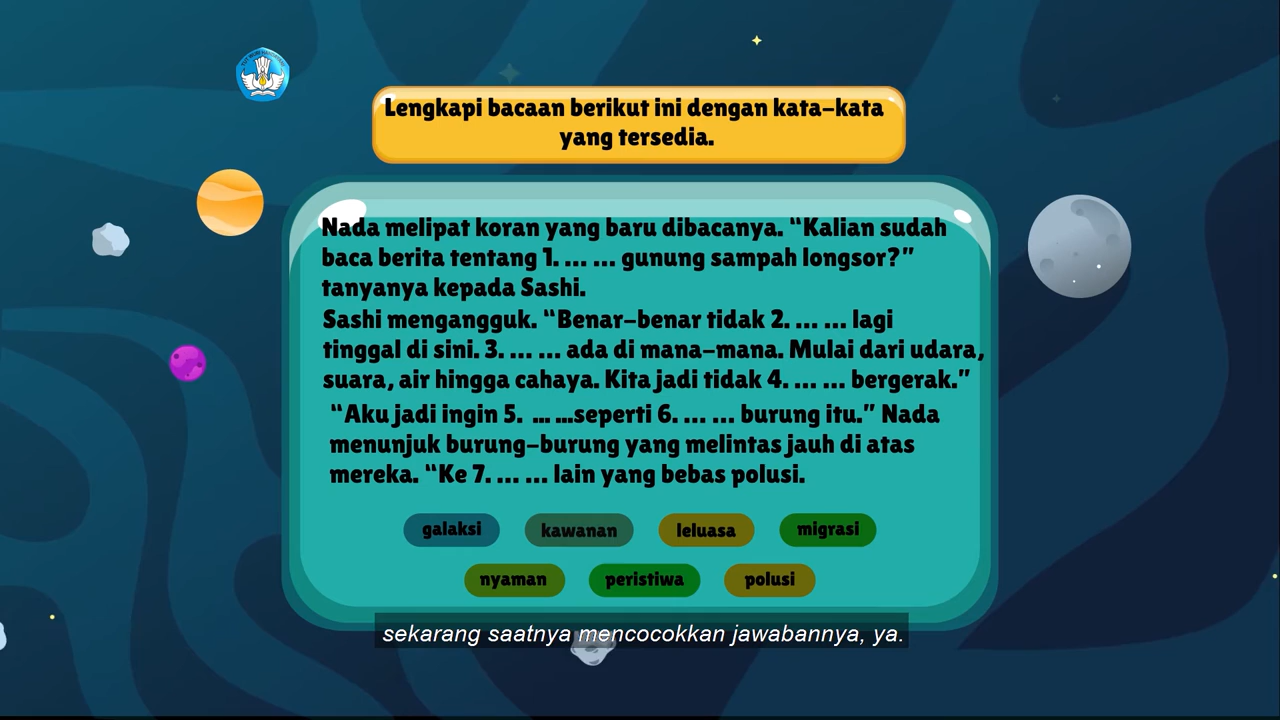 Lengkapi bacaan berikut ini dengan kata-kata
yang tersedia.
Nada melipat koran yang baru dibacanya. “Kalian sudah
baca berita tentang 1. ... ... gunung sampah longsor?”
tanyanya kepada Sashi.
Sashi mengangguk. “Benar-benar tidak 2. ... ... lagi
tinggal di sini. 3. ... ... ada di mana-mana. Mulai dari udara,
suara, air hingga cahaya. Kita jadi tidak 4. ... ... bergerak.”
“Aku jadi ingin 5. ... ...seperti 6. ... ... burung itu.” Nada
menunjuk burung-burung yang melintas jauh di atas
mereka. “Ke 7. ... ... lain yang bebas polusi.
galaksi kawanan leluasa migrasi
nyaman peristiwa polusi
sekarang saatnya mencocokkan jawabannya, ya.